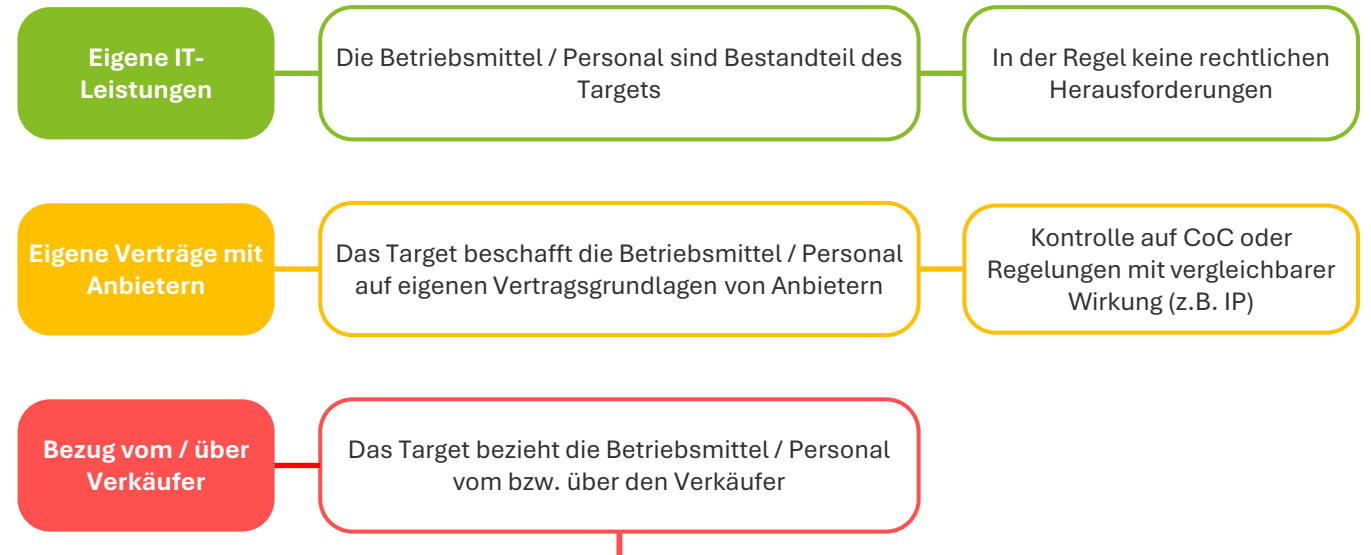 Eigene IT-
Leistungen
Die Betriebsmittel / Personal sind Bestandteil des
Targets
In der Regel keine rechtlichen
Herausforderungen
Eigene Verträge mit
Anbietern
Das Target beschafft die Betriebsmittel / Personal
auf eigenen Vertragsgrundlagen von Anbietern
Kontrolle auf CoC oder
Regelungen mit vergleichbarer
Wirkung (z.B. IP)
Bezug vom / über
Verkäufer
Das Target bezieht die Betriebsmittel / Personal
vom bzw. über den Verkäufer